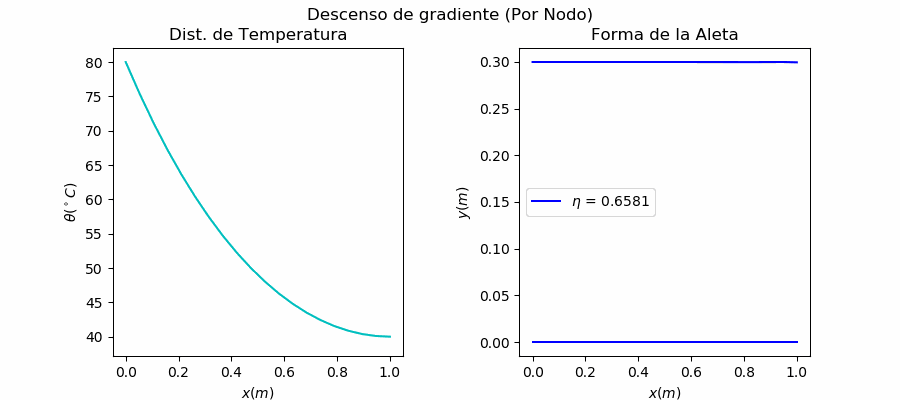 Descenso de gradiente (Por Nodo)
Dist. de Temperatura
80
75
70
65
60
55
50
45
40
θ(°C)
0.0 0.2 0.4 0.6 0.8 1.0
x(m)
Forma de la Aleta
0.30
0.25
0.20
0.15
0.10
0.05
0.00
y(m)
η = 0.6581
0.0 0.2 0.4 0.6 0.8 1.0
x(m)